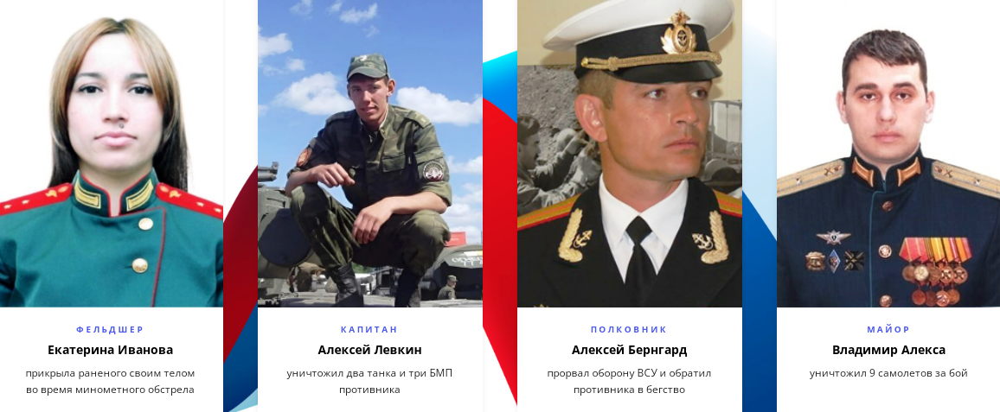 ФЕЛЬДШЕР
Екатерина Иванова
прикрыла раненого своим телом
во время минометного обстрела
КАПИТАН
Алексей Левкин
уничтожил два танка и три БМП
противника
ПОЛКОВНИК
Алексей Бернгард
прорвал оборону ВСУ и обратил
противника в бегство
МАЙОР
Владимир Алекса
уничтожил 9 самолетов за бой